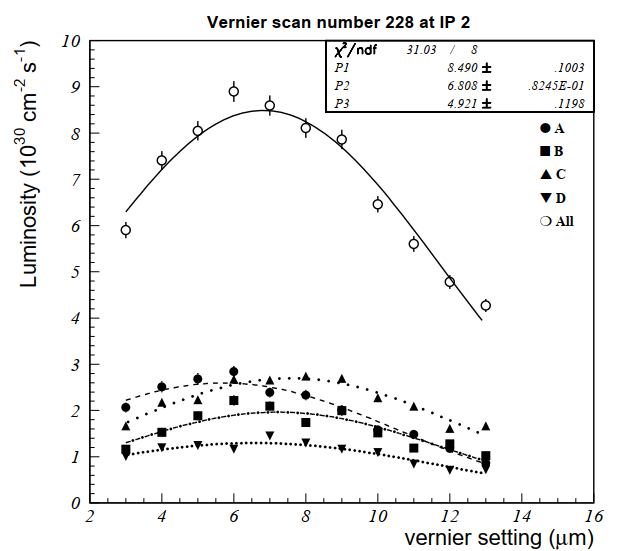 Vernier scan number 228 at IP 2
χ²/ndf 31.03 / 8
P1 8.490 ± .1003
P2 6.808 ± .8245E-01
P3 4.921 ± .1198
A
B
C
D
All
Luminosity (10³⁰ cm⁻² s⁻¹)
10
9
8
7
6
5
4
3
2
1
0
2 4 6 8 10 12 14 16
vernier setting (μm)